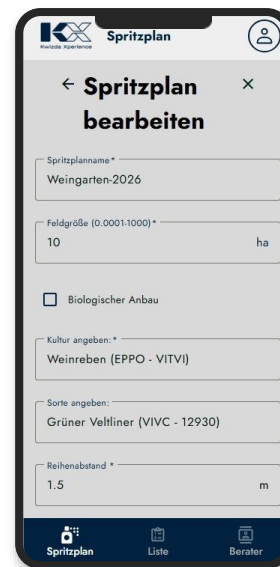 KX
Kwizda Xperience
Spritzplan
Spritzplan
bearbeiten
Spritzplanname*
Weingarten-2026
Feldgröße (0.0001-1000)*
10 ha
Biologischer Anbau
Kultur angeben:*
Weinreben (EPPO - VITVI)
Sorte angeben:
Grüner Veltliner (VIVC - 12930)
Reihenabstand *
1.5 m
Spritzplan Liste Berater